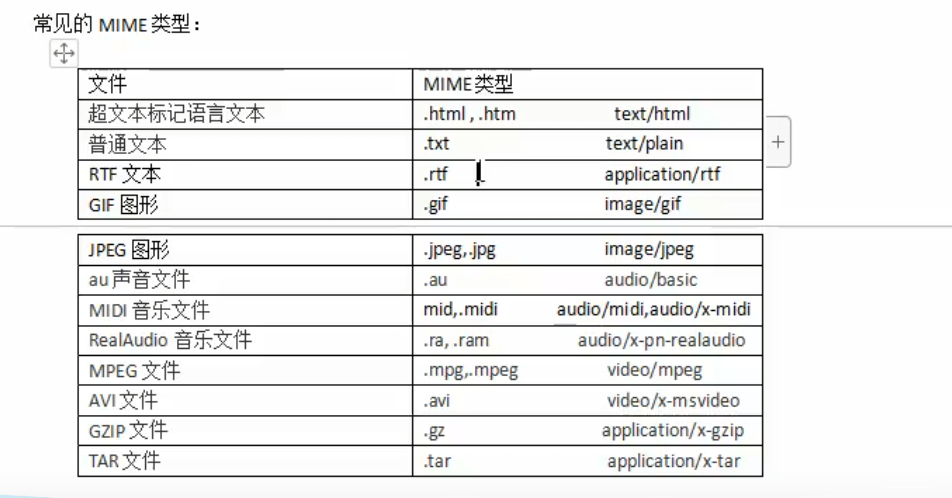 常见的 MIME 类型：
文件 MIME类型
超文本标记语言文本 .html , .htm text/html
普通文本 .txt text/plain
RTF 文本 .rtf application/rtf
GIF 图形 .gif image/gif
JPEG 图形 .jpeg,.jpg image/jpeg
au 声音文件 .au audio/basic
MIDI 音乐文件 mid,.midi audio/midi,audio/x-midi
RealAudio 音乐文件 .ra, .ram audio/x-pn-realaudio
MPEG 文件 .mpg,.mpeg video/mpeg
AVI 文件 .avi video/x-msvideo
GZIP 文件 .gz application/x-gzip
TAR 文件 .tar application/x-tar